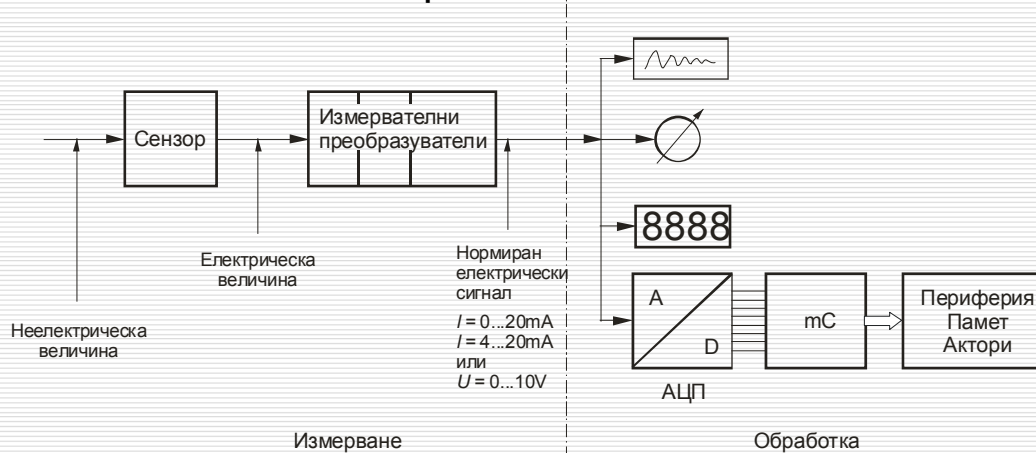 Сензор
Измервателни
преобразуватели
Електрическа
величина
Неелектрическа
величина
Нормиран
електрически
сигнал
I = 0...20mA
I = 4...20mA
или
U = 0...10V
8888
A
D
АЦП
mC
Периферия
Памет
Актори
Измерване
Обработка